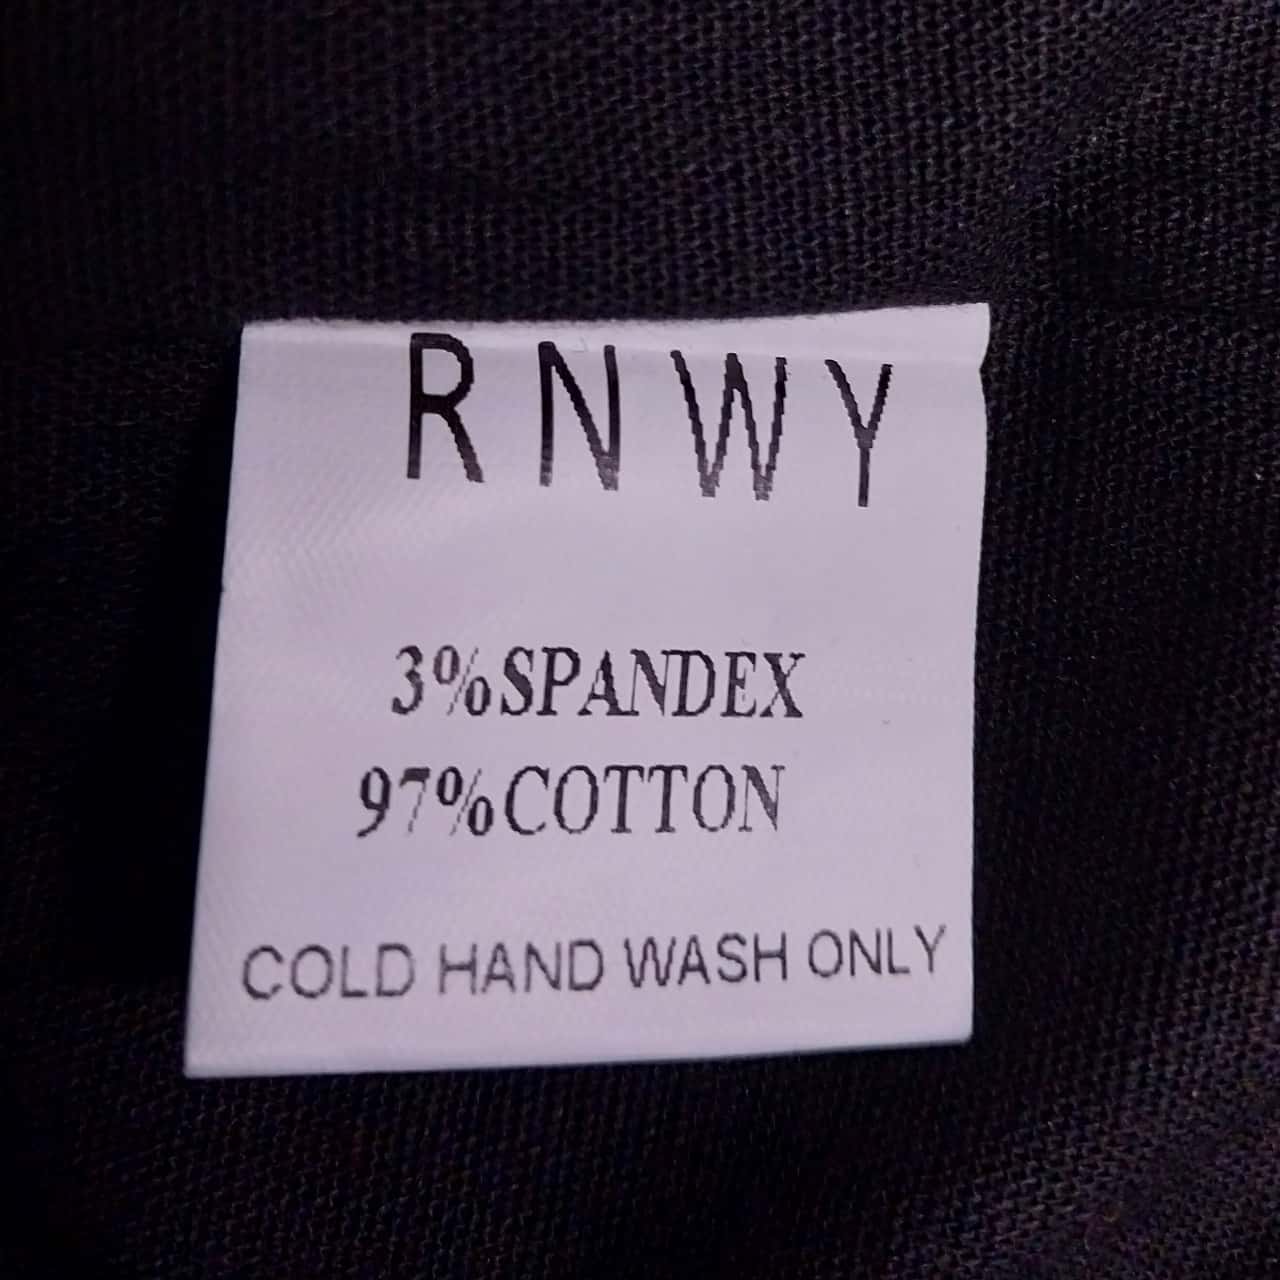 RNWY
3%SPANDEX
97%COTTON
COLD HAND WASH ONLY